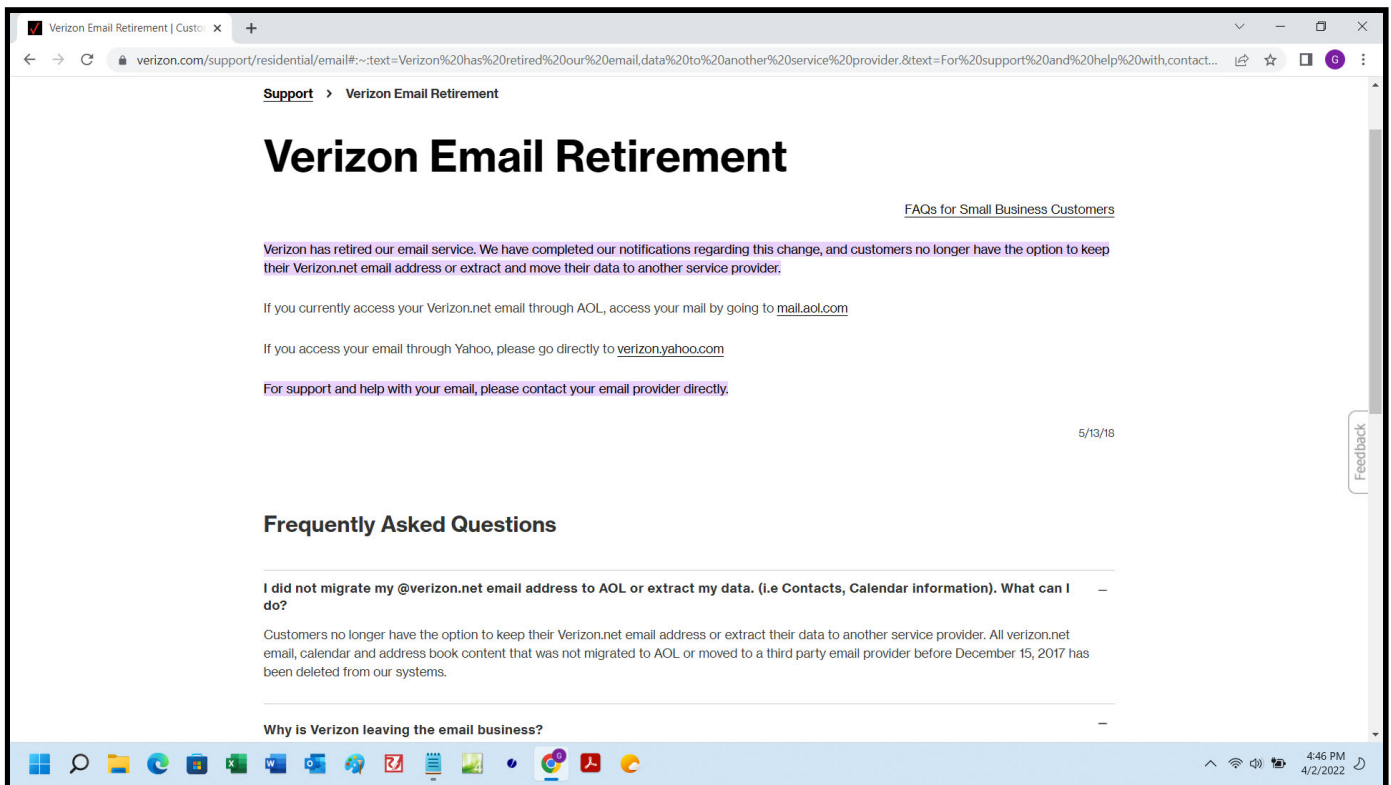 Verizon Email Retirement | Custo
verizon.com/support/residential/email#:~:text=Verizon%20has%20retired%20our%20email,data%20to%20another%20service%20provider.&text=For%20support%20and%20help%20with,contact...
G
Support > Verizon Email Retirement
Verizon Email Retirement
FAQs for Small Business Customers
Verizon has retired our email service. We have completed our notifications regarding this change, and customers no longer have the option to keep
their Verizon.net email address or extract and move their data to another service provider.
If you currently access your Verizon.net email through AOL, access your mail by going to mail.aol.com
If you access your email through Yahoo, please go directly to verizon.yahoo.com
For support and help with your email, please contact your email provider directly.
5/13/18
Feedback
Frequently Asked Questions
I did not migrate my @verizon.net email address to AOL or extract my data. (i.e Contacts, Calendar information). What can I
do?
Customers no longer have the option to keep their Verizon.net email address or extract their data to another service provider. All verizon.net
email, calendar and address book content that was not migrated to AOL or moved to a third party email provider before December 15, 2017 has
been deleted from our systems.
Why is Verizon leaving the email business?
4:46 PM
4/2/2022